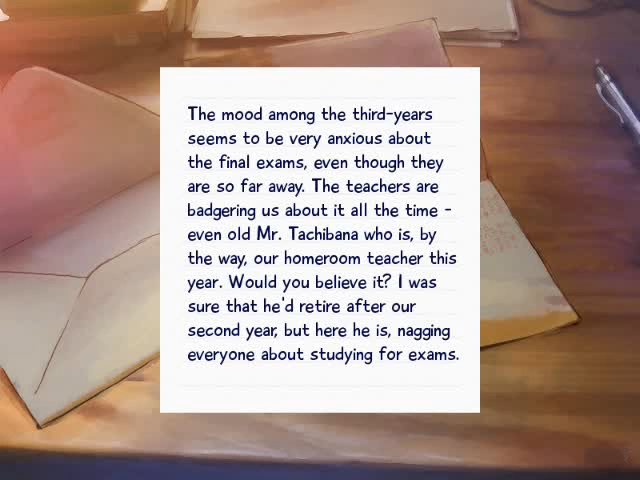 The mood among the third-years
seems to be very anxious about
the final exams, even though they
are so far away. The teachers are
badgering us about it all the time -
even old Mr. Tachibana who is, by
the way, our homeroom teacher this
year. Would you believe it? I was
sure that he'd retire after our
second year, but here he is, nagging
everyone about studying for exams.